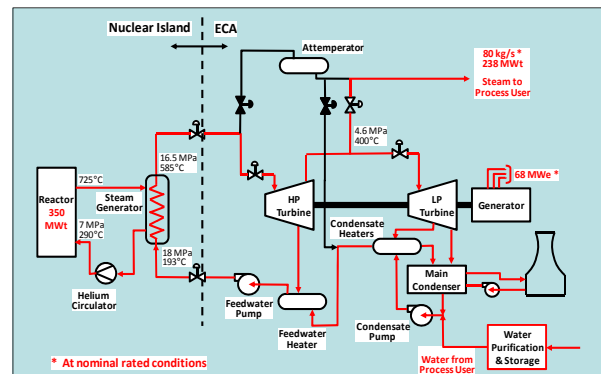 Nuclear Island
ECA
Attemperator
80 kg/s *
238 MWt
Steam to
Process User
4.6 MPa
400°C
16.5 MPa
585°C
725°C
Reactor
350
MWt
Steam
Generator
HP
Turbine
LP
Turbine
68 MWe *
Generator
7 MPa
290°C
Condensate
Heaters
18 MPa
193°C
Main
Condenser
Helium
Circulator
Feedwater
Pump
Feedwater
Heater
Condensate
Pump
Water
Purification
& Storage
Water from
Process User
* At nominal rated conditions